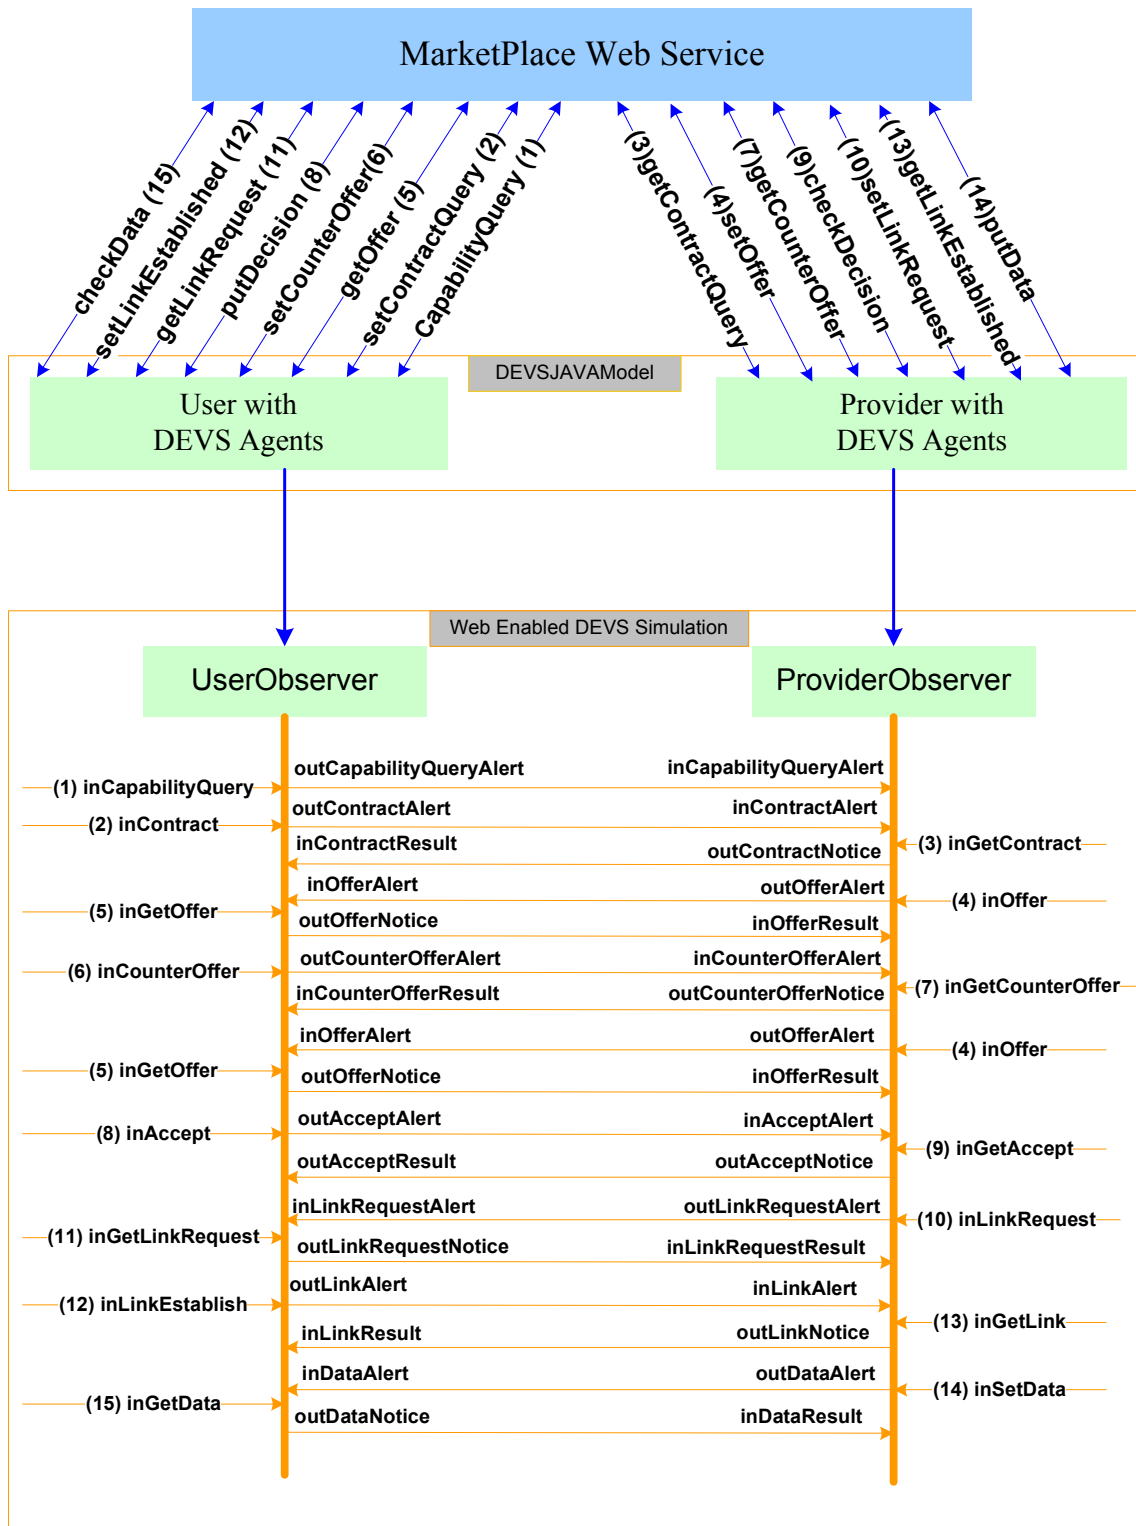 MarketPlace Web Service
checkData (15)
setLinkEstablished (12)
getLinkRequest (11)
putDecision (8)
setCounterOffer(6)
getOffer (5)
setContractQuery (2)
CapabilityQuery (1)
(3)getContractQuery
(4)setOffer
(7)getCounterOffer
(9)checkDecision
(10)setLinkRequest
(13)getLinkEstablished
(14)putData
DEVSJAVAModel
User with
DEVS Agents
Provider with
DEVS Agents
Web Enabled DEVS Simulation
UserObserver
ProviderObserver
outCapabilityQueryAlert
inCapabilityQueryAlert
(1) inCapabilityQuery
outContractAlert
inContractAlert
(2) inContract
inContractResult
outContractNotice
(3) inGetContract
inOfferAlert
outOfferAlert
(4) inOffer
(5) inGetOffer
outOfferNotice
inOfferResult
outCounterOfferAlert
inCounterOfferAlert
(6) inCounterOffer
inCounterOfferResult
outCounterOfferNotice
(7) inGetCounterOffer
inOfferAlert
outOfferAlert
(4) inOffer
(5) inGetOffer
outOfferNotice
inOfferResult
outAcceptAlert
inAcceptAlert
(8) inAccept
(9) inGetAccept
outAcceptResult
outAcceptNotice
inLinkRequestAlert
outLinkRequestAlert
(10) inLinkRequest
(11) inGetLinkRequest
outLinkRequestNotice
inLinkRequestResult
outLinkAlert
inLinkAlert
(12) inLinkEstablish
(13) inGetLink
inLinkResult
outLinkNotice
inDataAlert
outDataAlert
(14) inSetData
(15) inGetData
outDataNotice
inDataResult